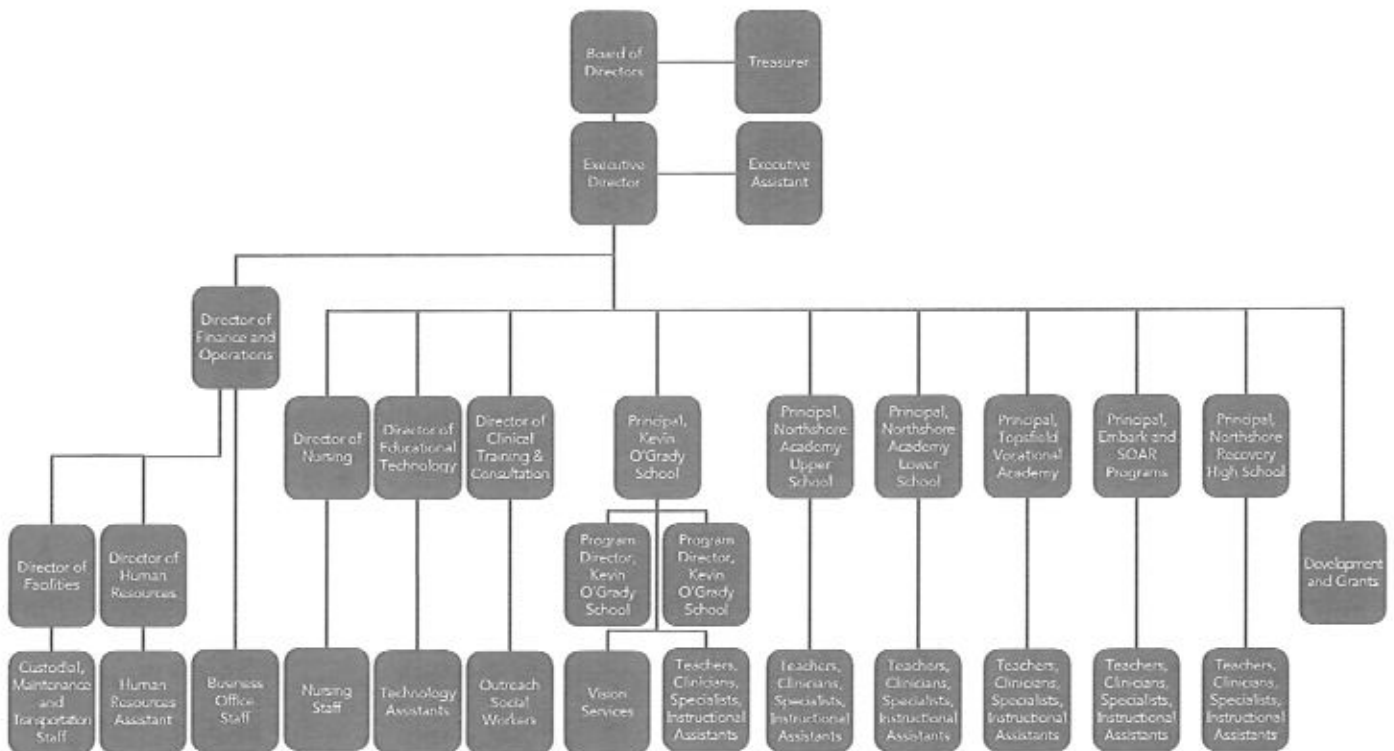 Board of
Directors
Treasurer
Executive
Director
Executive
Assistant
Director of
Finance and
Operations
Director of
Nursing
Director of
Educational
Technology
Director of
Clinical
Training &
Consultation
Principal,
Kevin
O'Grady
School
Principal,
Northshore
Academy
Upper
School
Principal,
Northshore
Academy
Lower
School
Principal,
Topsfield
Vocational
Academy
Principal,
Embark and
SOAR
Programs
Principal,
Northshore
Recovery
High School
Director of
Facilities
Director of
Human
Resources
Program
Director,
Kevin
O'Grady
School
Program
Director,
Kevin
O'Grady
School
Development
and Grants
Custodial,
Maintenance
and
Transportation
Staff
Human
Resources
Assistant
Business
Office
Staff
Nursing
Staff
Technology
Assistants
Outreach
Social
Workers
Vision
Services
Teachers,
Clinicians,
Specialists,
Instructional
Assistants
Teachers,
Clinicians,
Specialists,
Instructional
Assistants
Teachers,
Clinicians,
Specialists,
Instructional
Assistants
Teachers,
Clinicians,
Specialists,
Instructional
Assistants
Teachers,
Clinicians,
Specialists,
Instructional
Assistants
Teachers,
Clinicians,
Specialists,
Instructional
Assistants